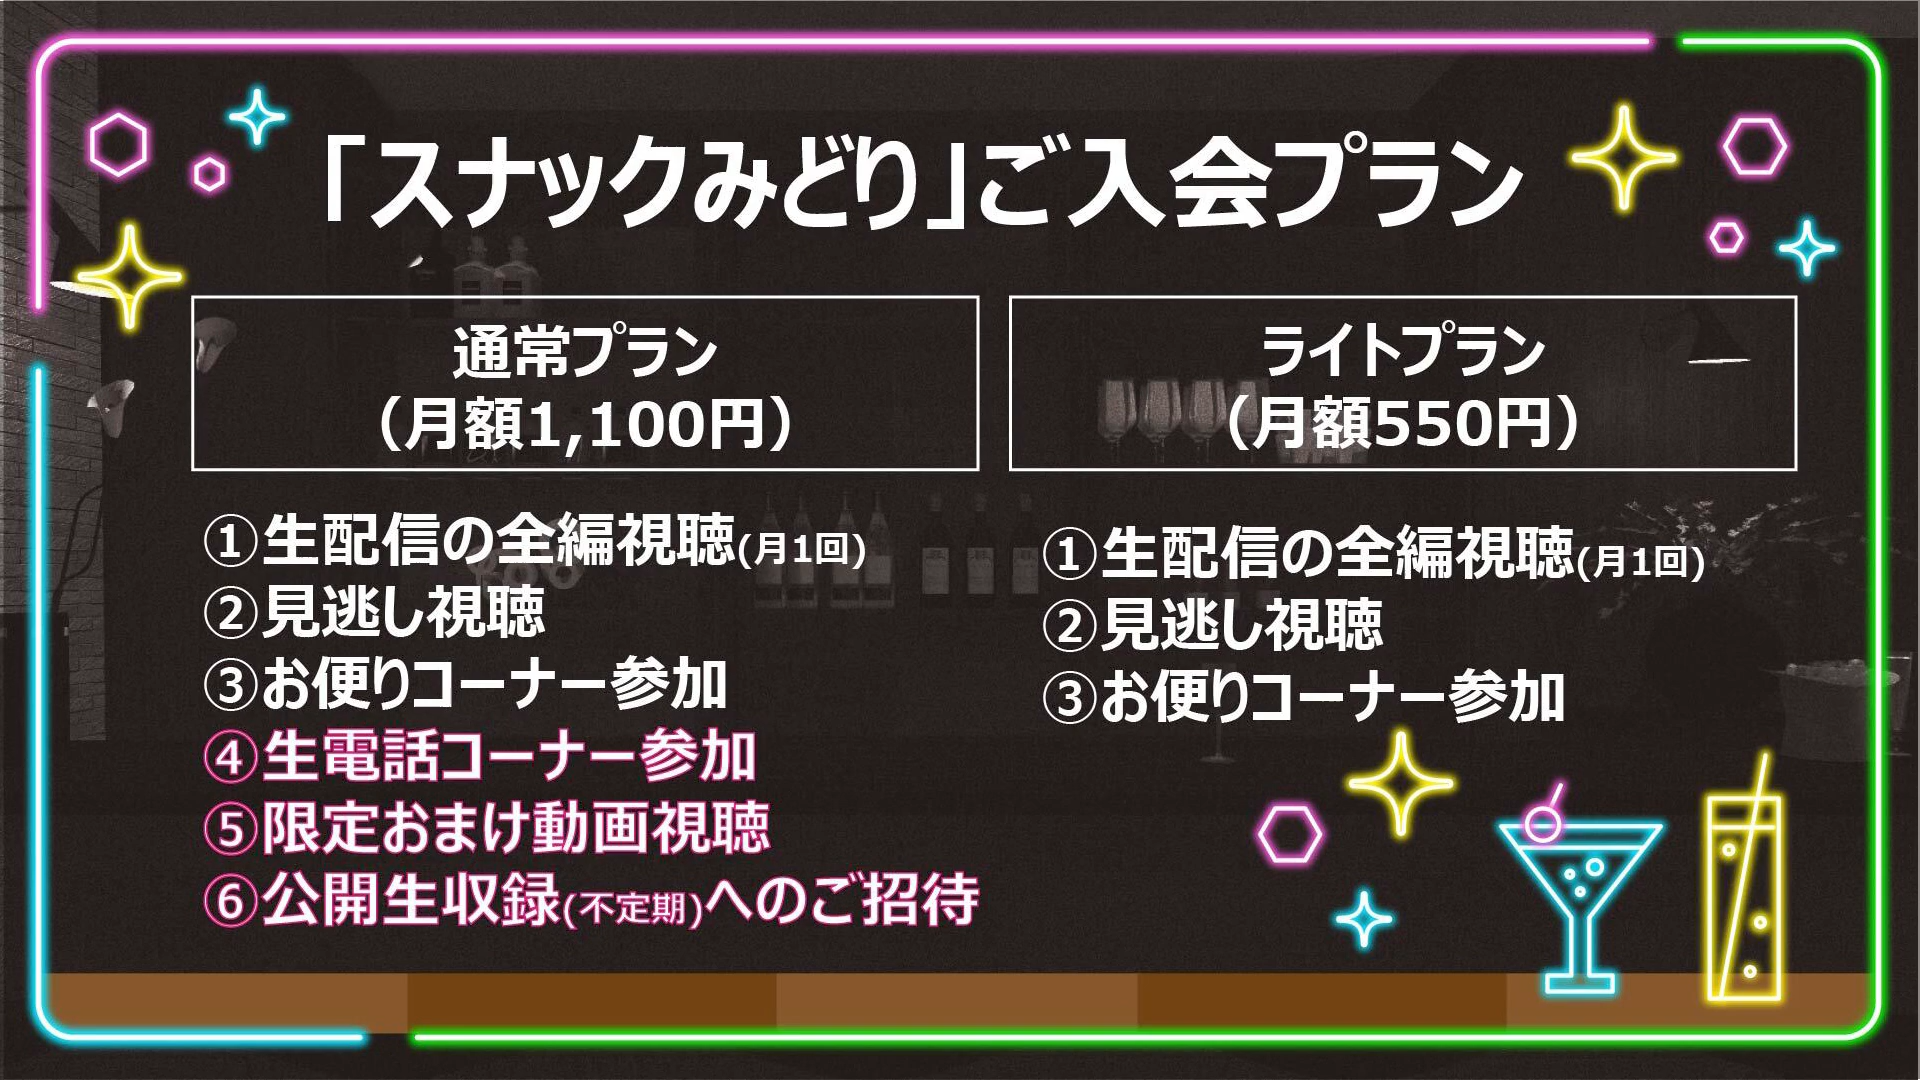 「スナックみどり」ご入会プラン
通常プラン
（月額1,100円）
①生配信の全編視聴(月1回)
②見逃し視聴
③お便りコーナー参加
④生電話コーナー参加
⑤限定おまけ動画視聴
⑥公開生収録(不定期)へのご招待
ライトプラン
（月額550円）
①生配信の全編視聴(月1回)
②見逃し視聴
③お便りコーナー参加